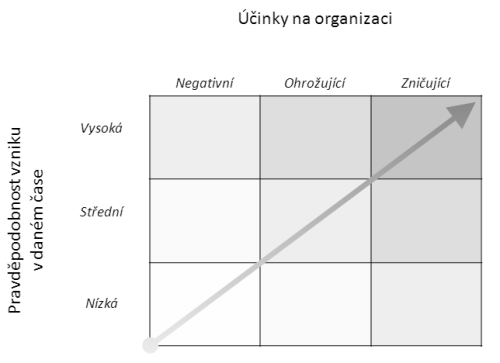 Účinky na organizaci
Negativní
Ohrožující
Zničující
Pravděpodobnost vzniku
v daném čase
Vysoká
Střední
Nízká